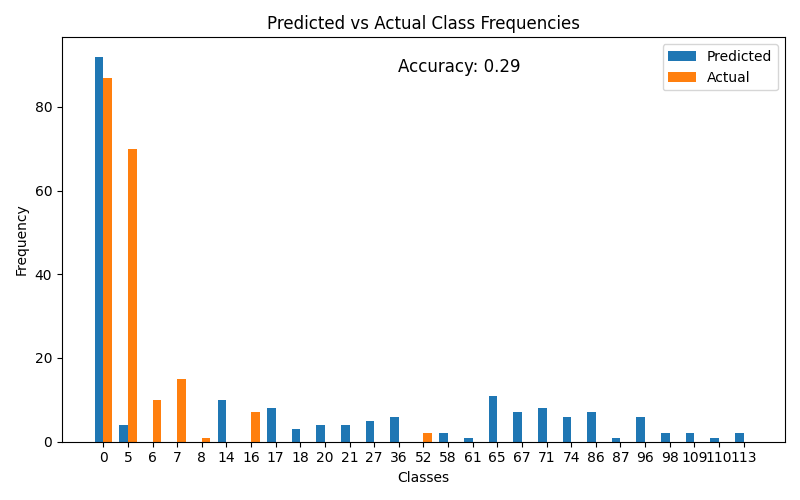 Predicted vs Actual Class Frequencies
Accuracy: 0.29
Predicted
Actual
Frequency
80
60
40
20
0
0 5 6 7 8 14 16 17 18 20 21 27 36 52 58 61 65 67 71 74 86 87 96 98 109 110 113
Classes